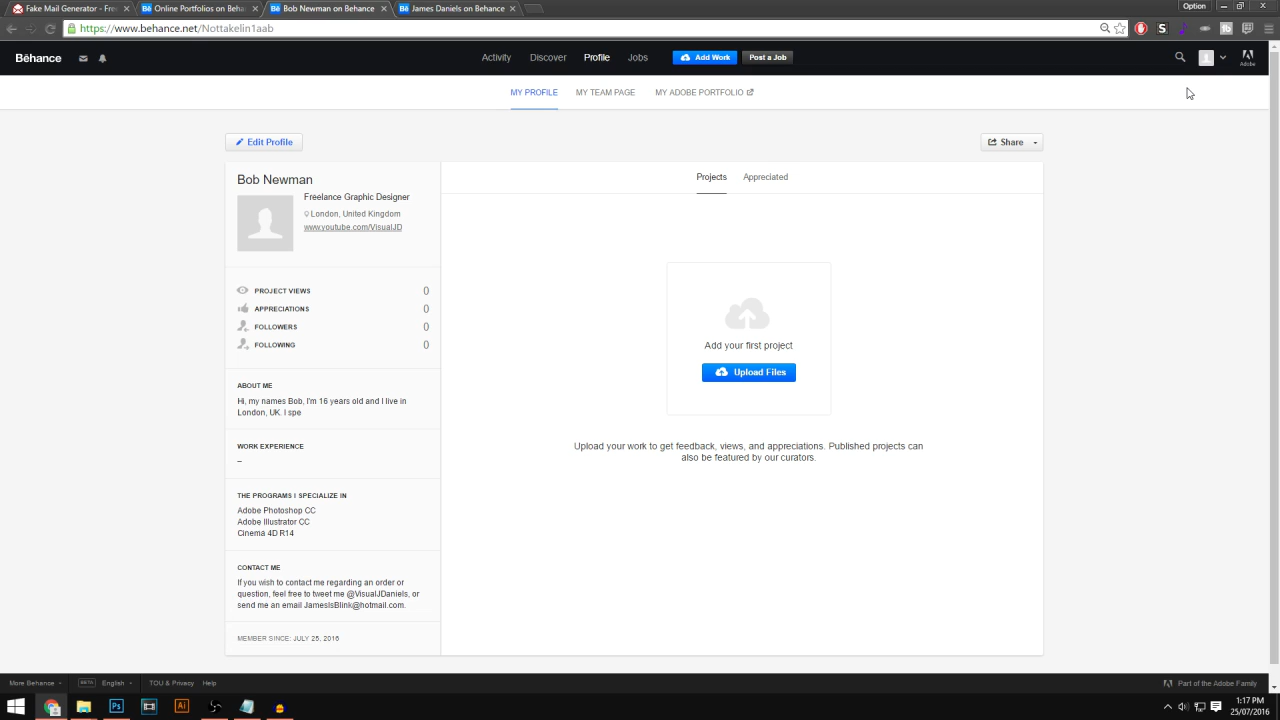 Fake Mail Generator - Fre
Online Portfolios on Beha
Bob Newman on Behance
James Daniels on Behance
Option
https://www.behance.net/Nottakelin1aab
Bēhance
Activity
Discover
Profile
Jobs
Add Work
Post a Job
Adobe
MY PROFILE
MY TEAM PAGE
MY ADOBE PORTFOLIO
Edit Profile
Share
Bob Newman
Freelance Graphic Designer
London, United Kingdom
www.youtube.com/VisualJD
PROJECT VIEWS 0
APPRECIATIONS 0
FOLLOWERS 0
FOLLOWING 0
ABOUT ME
Hi, my names Bob, I'm 16 years old and I live in
London, UK. I spe
WORK EXPERIENCE
–
THE PROGRAMS I SPECIALIZE IN
Adobe Photoshop CC
Adobe Illustrator CC
Cinema 4D R14
CONTACT ME
If you wish to contact me regarding an order or
question, feel free to tweet me @VisualJDaniels, or
send me an email JamesIsBlink@hotmail.com.
MEMBER SINCE: JULY 25, 2016
Projects
Appreciated
Add your first project
Upload Files
Upload your work to get feedback, views, and appreciations. Published projects can
also be featured by our curators.
More Behance
BETA
English
TOU & Privacy
Help
Part of the Adobe Family
Ps
Ai
1:17 PM
25/07/2016